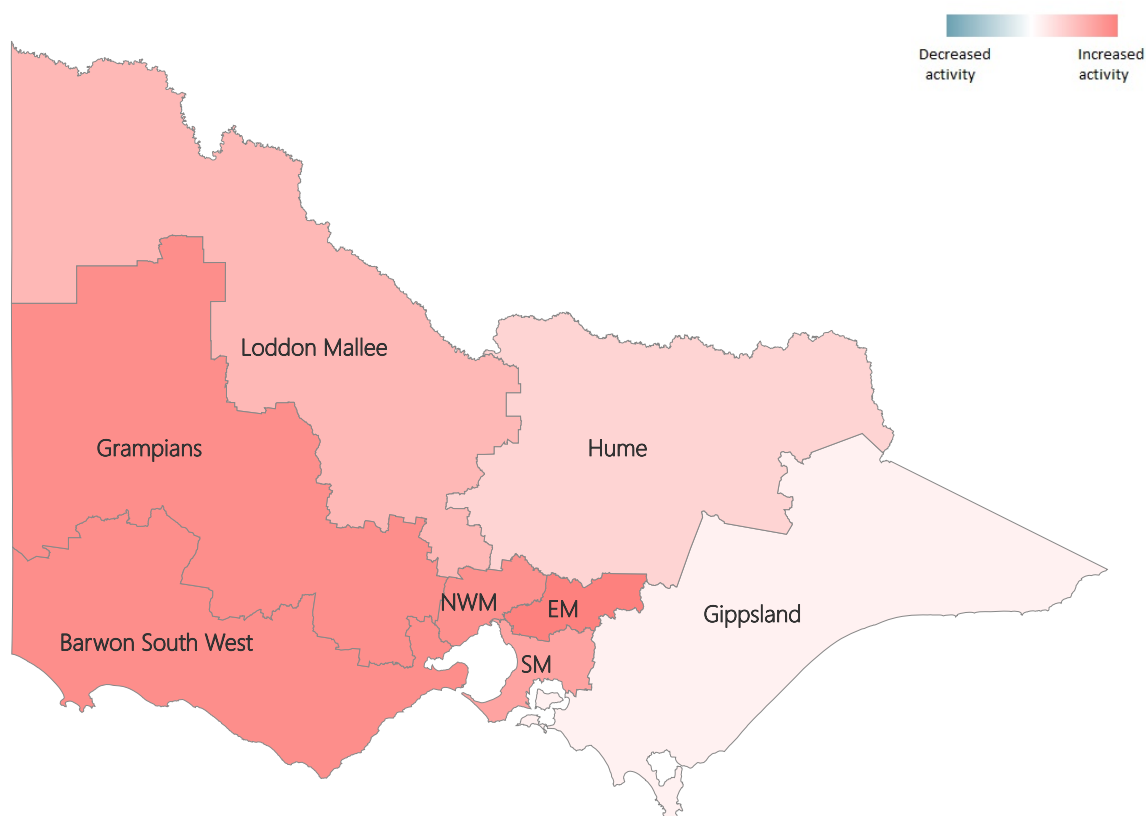 Decreased
activity
Increased
activity
Loddon Mallee
Grampians
Hume
NWM
EM
Gippsland
Barwon South West
SM